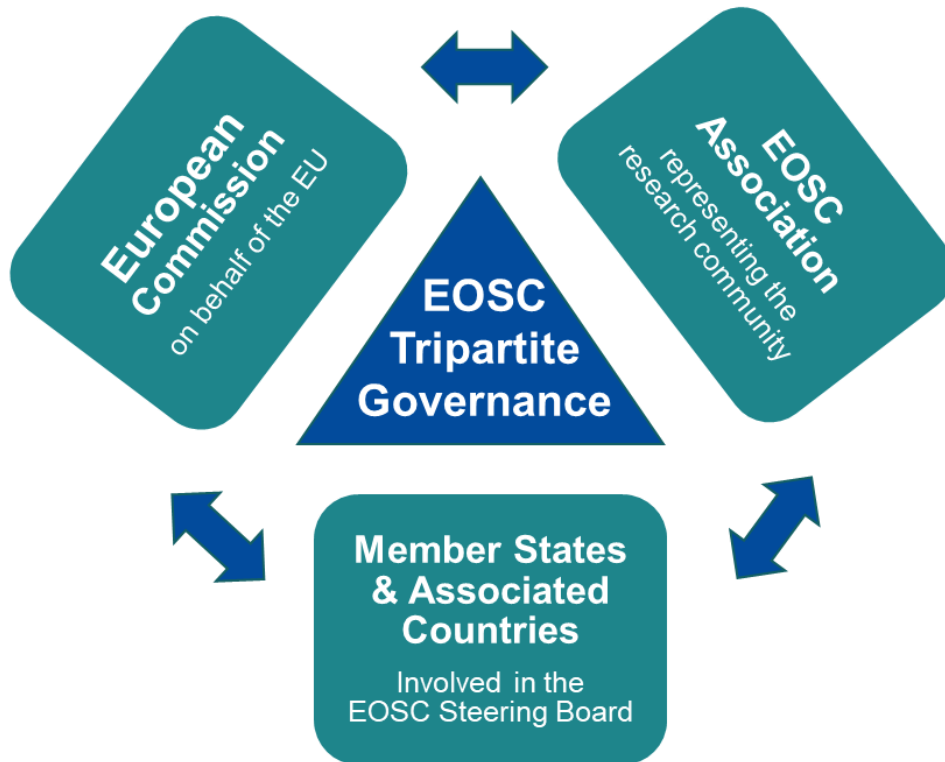 European
Commission
on behalf of the EU
EOSC
Association
representing the
research community
EOSC
Tripartite
Governance
Member States
& Associated
Countries
Involved in the
EOSC Steering Board